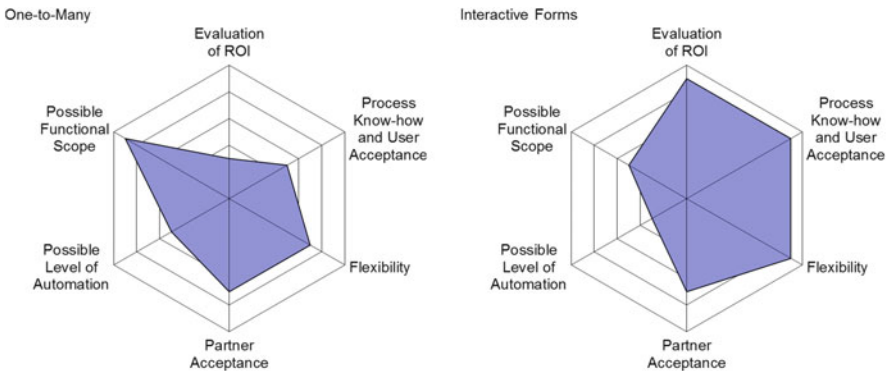 One-to-Many
Evaluation
of ROI
Possible
Functional
Scope
Process
Know-how
and User
Acceptance
Possible
Level of
Automation
Flexibility
Partner
Acceptance
Interactive Forms
Evaluation
of ROI
Possible
Functional
Scope
Process
Know-how
and User
Acceptance
Possible
Level of
Automation
Flexibility
Partner
Acceptance